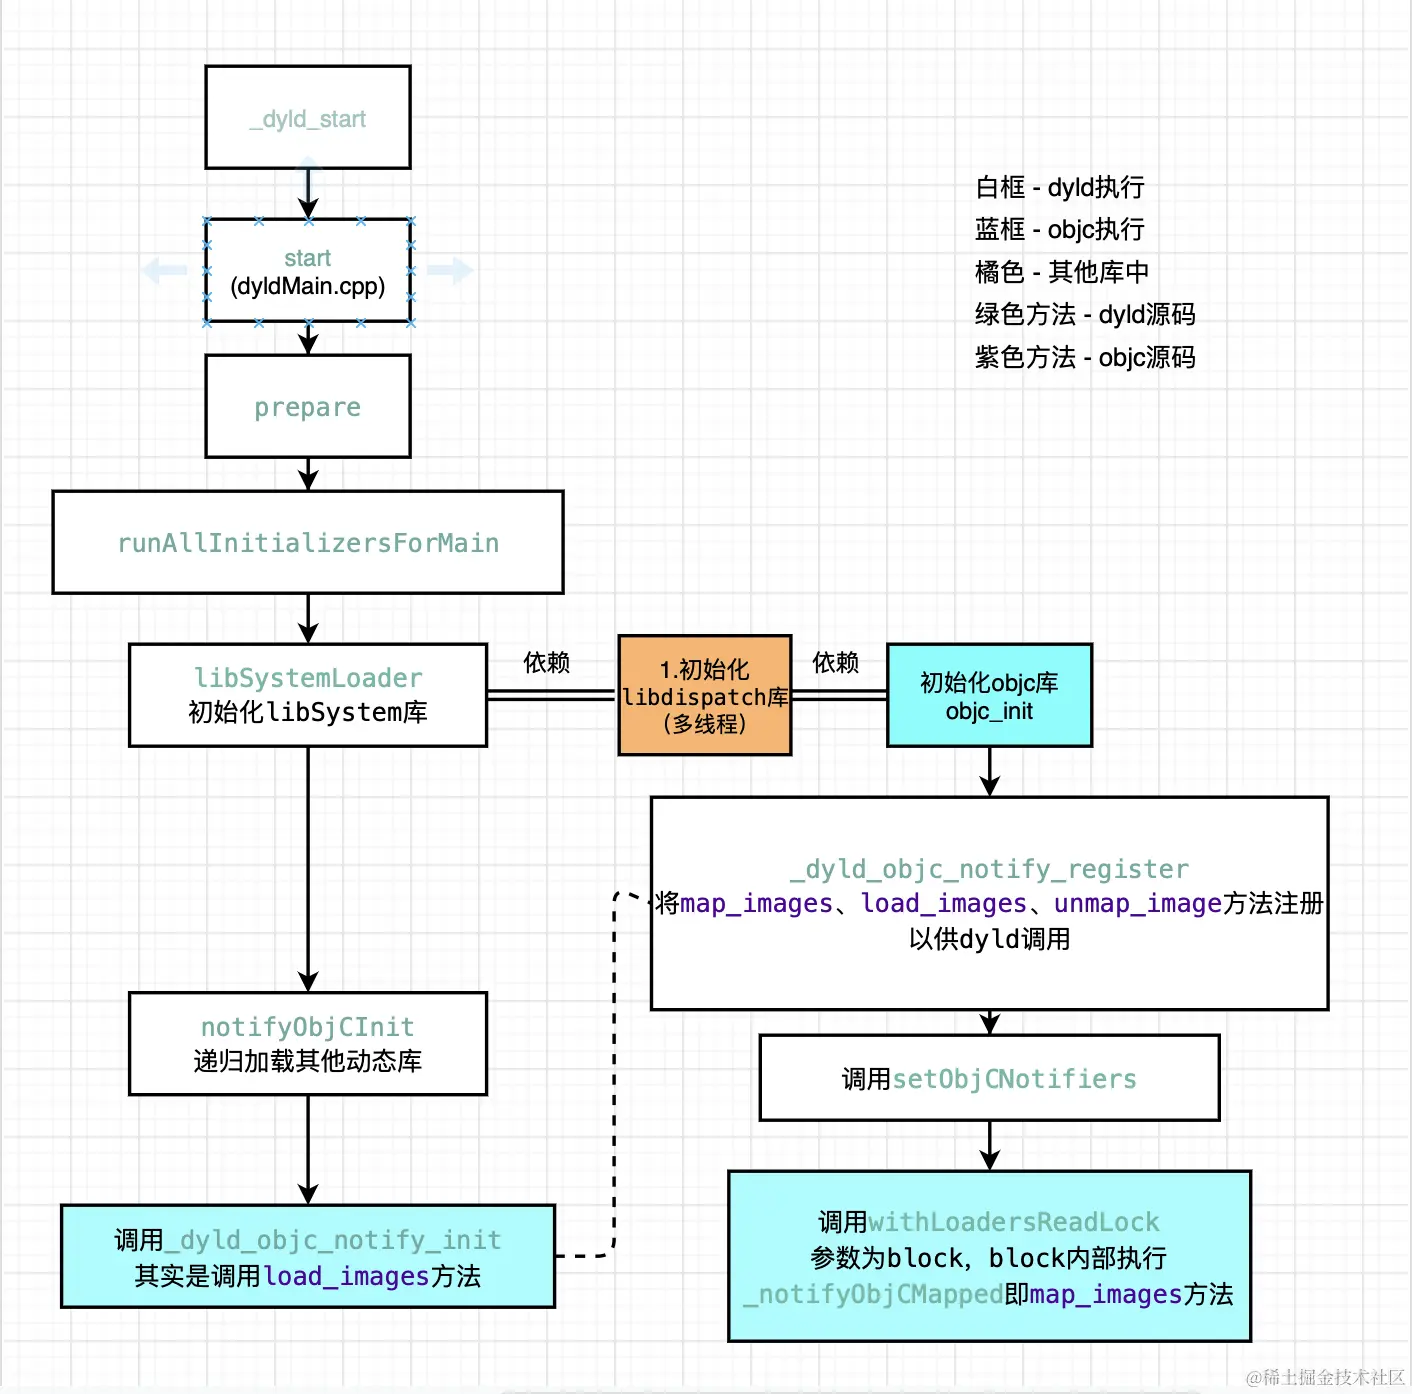 _dyld_start
start
(dyldMain.cpp)
prepare
runAllInitializersForMain
白框 - dyld执行
蓝框 - objc执行
橘色 - 其他库中
绿色方法 - dyld源码
紫色方法 - objc源码
libSystemLoader
初始化libSystem库
依赖
1.初始化
libdispatch库
（多线程）
依赖
初始化objc库
objc_init
_dyld_objc_notify_register
将map_images、load_images、unmap_image方法注册
以供dyld调用
notifyObjCInit
递归加载其他动态库
调用setObjCNotifiers
调用_dyld_objc_notify_init
其实是调用load_images方法
调用withLoadersReadLock
参数为block，block内部执行
_notifyObjCMapped即map_images方法
@稀土掘金技术社区